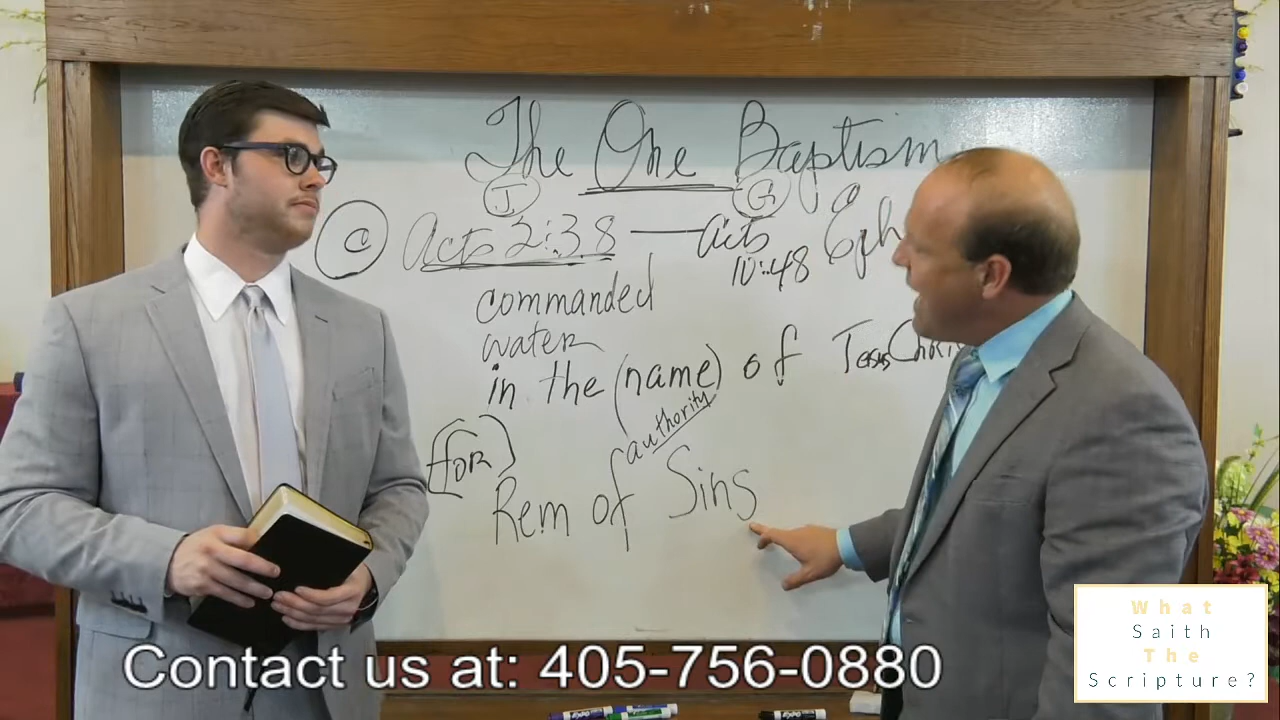 The One Baptism
J G
C Acts 2:38 — Acts 10:48 Eph
commanded
water
in the (name) of Jesus Christ
authority
(for)
Rem of Sins
Contact us at: 405-756-0880
What
Saith
The
Scripture?